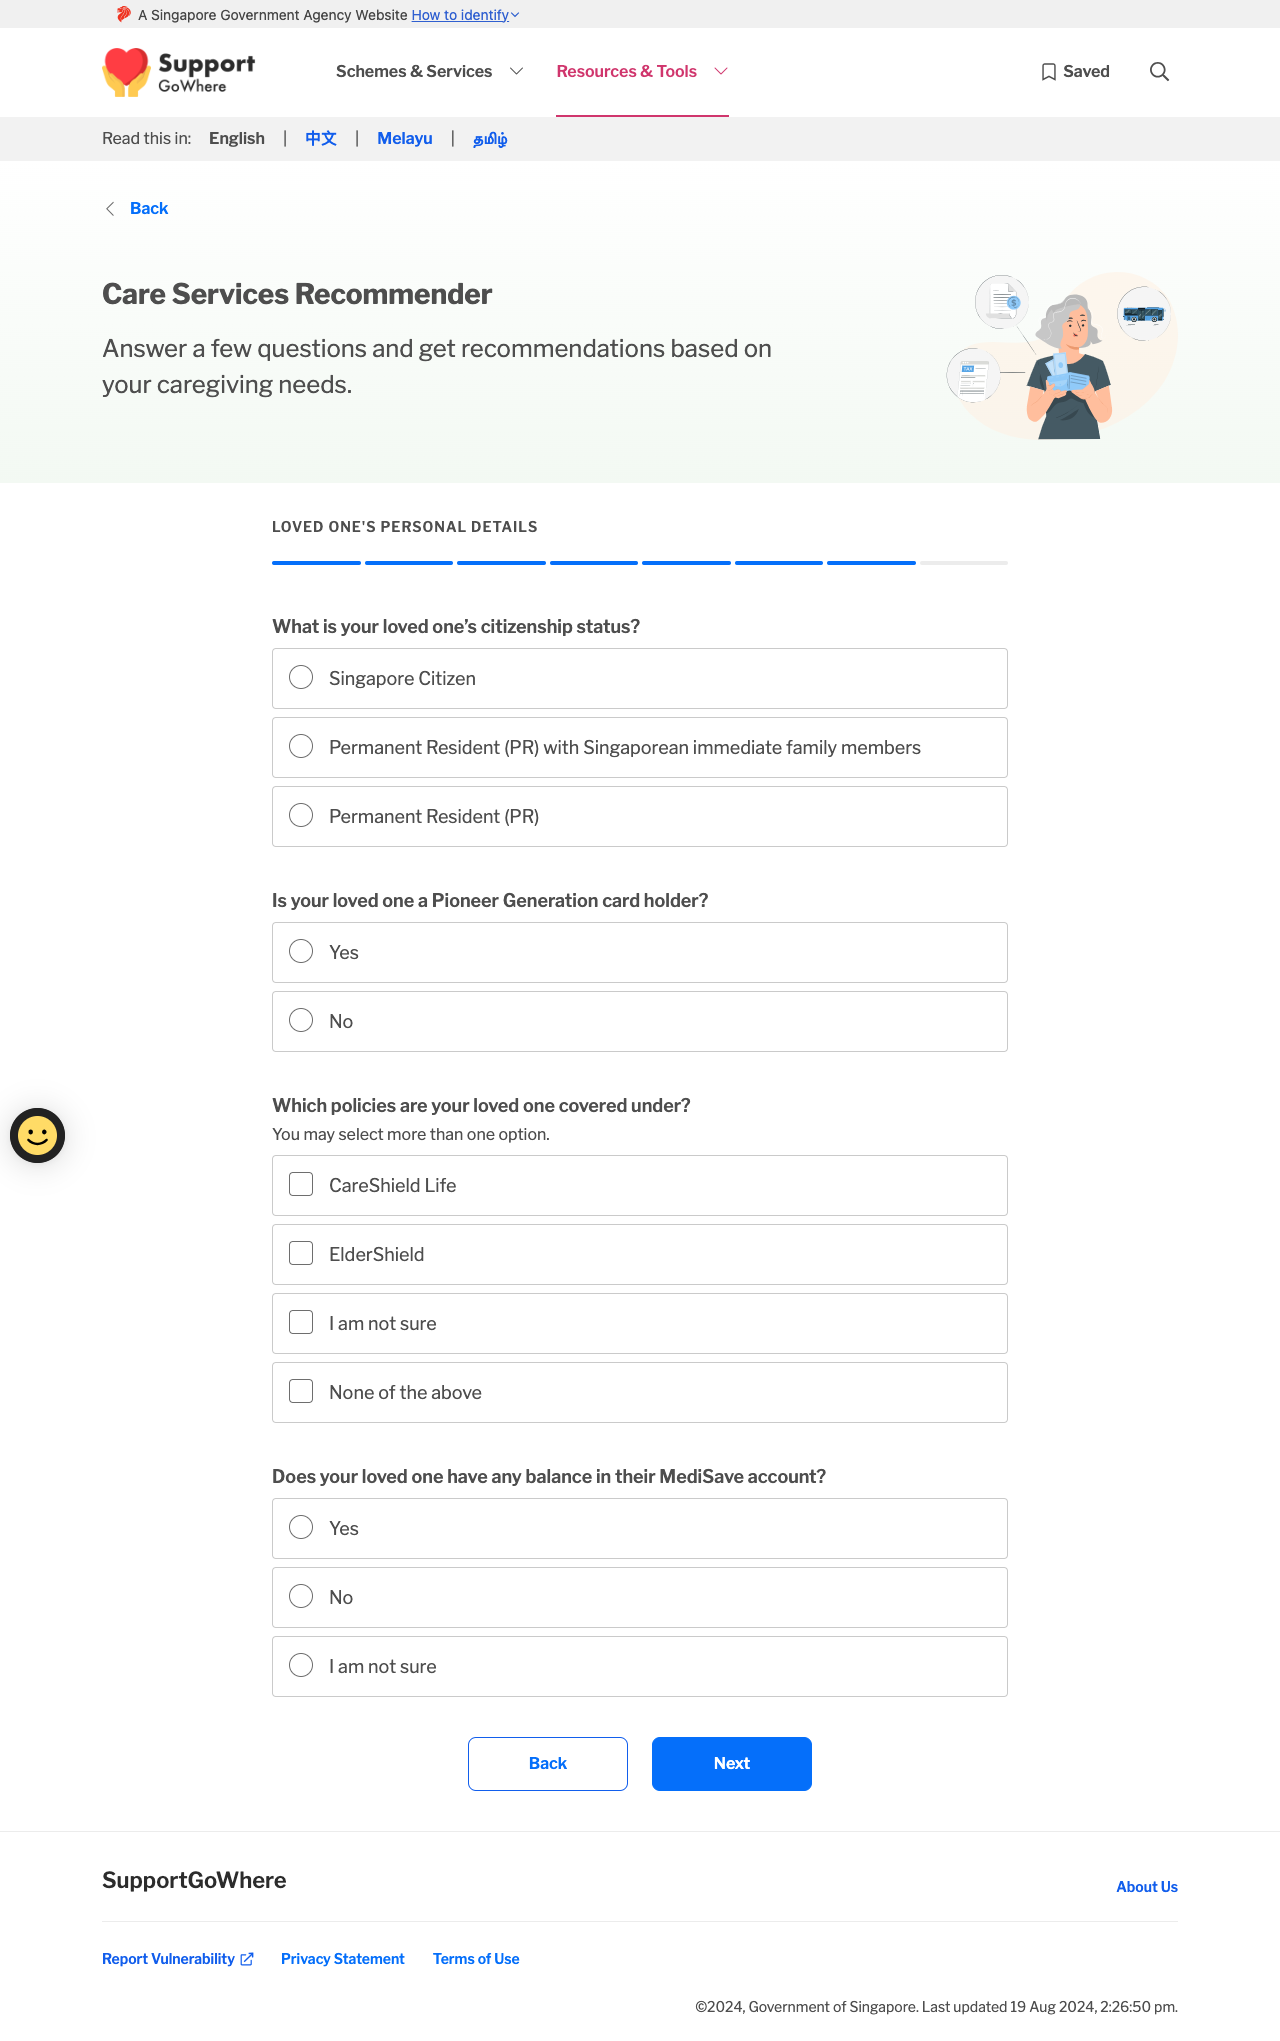 A Singapore Government Agency Website How to identify
Support
GoWhere
Schemes & Services
Resources & Tools
Saved
Read this in: English | 中文 | Melayu | தமிழ்
Back
Care Services Recommender
Answer a few questions and get recommendations based on
your caregiving needs.
LOVED ONE'S PERSONAL DETAILS
What is your loved one’s citizenship status?
Singapore Citizen
Permanent Resident (PR) with Singaporean immediate family members
Permanent Resident (PR)
Is your loved one a Pioneer Generation card holder?
Yes
No
Which policies are your loved one covered under?
You may select more than one option.
CareShield Life
ElderShield
I am not sure
None of the above
Does your loved one have any balance in their MediSave account?
Yes
No
I am not sure
Back
Next
SupportGoWhere
About Us
Report Vulnerability
Privacy Statement
Terms of Use
©2024, Government of Singapore. Last updated 19 Aug 2024, 2:26:50 pm.